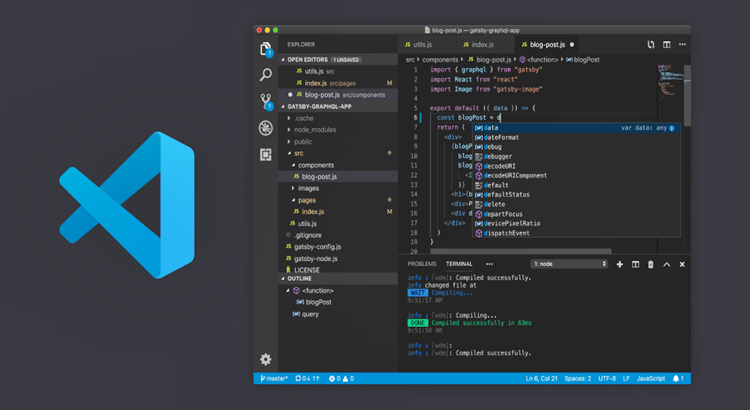 blog-post.js — gatsby-graphql-app
EXPLORER
OPEN EDITORS 1 UNSAVED
utils.js src
index.js src/pages M
blog-post.js src/components
GATSBY-GRAPHQL-APP
.cache
node_modules
public
src
components
blog-post.js
images
pages
index.js M
utils.js
.gitignore
gatsby-config.js
gatsby-node.js
LICENSE
OUTLINE
<function>
blogPost
query
utils.js index.js blog-post.js
src › components › blog-post.js › <function> › blogPost
1 import { graphql } from "gatsby"
2 import React from "react"
3 import Image from "gatsby-image"
4
5 export default ({ data }) => {
6 const blogPost = d
7 return (
8 <div>
9 {blogP
10 blog
11 blog
12 <I
13 )}
14 <h1>{b
15 <div>P
16 <div d
17 </div>
18 )
19 }
20
data var data: any
dateFormat
debug
debugger
decodeURI
decodeURIComponent
default
defaultStatus
delete
departFocus
devicePixelRatio
dispatchEvent
PROBLEMS TERMINAL ••• 1: node
info : [wdm]: Compiled successfully.
info changed file at
WAIT Compiling...
9:51:57 AM
info : [wdm]: Compiling...
DONE Compiled successfully in 63ms
9:51:58 AM
info : [wdm]:
info : [wdm]: Compiled successfully.
master* 0↓ 1↑ 0 0 Ln 6, Col 21 Spaces: 2 UTF-8 LF JavaScript 1